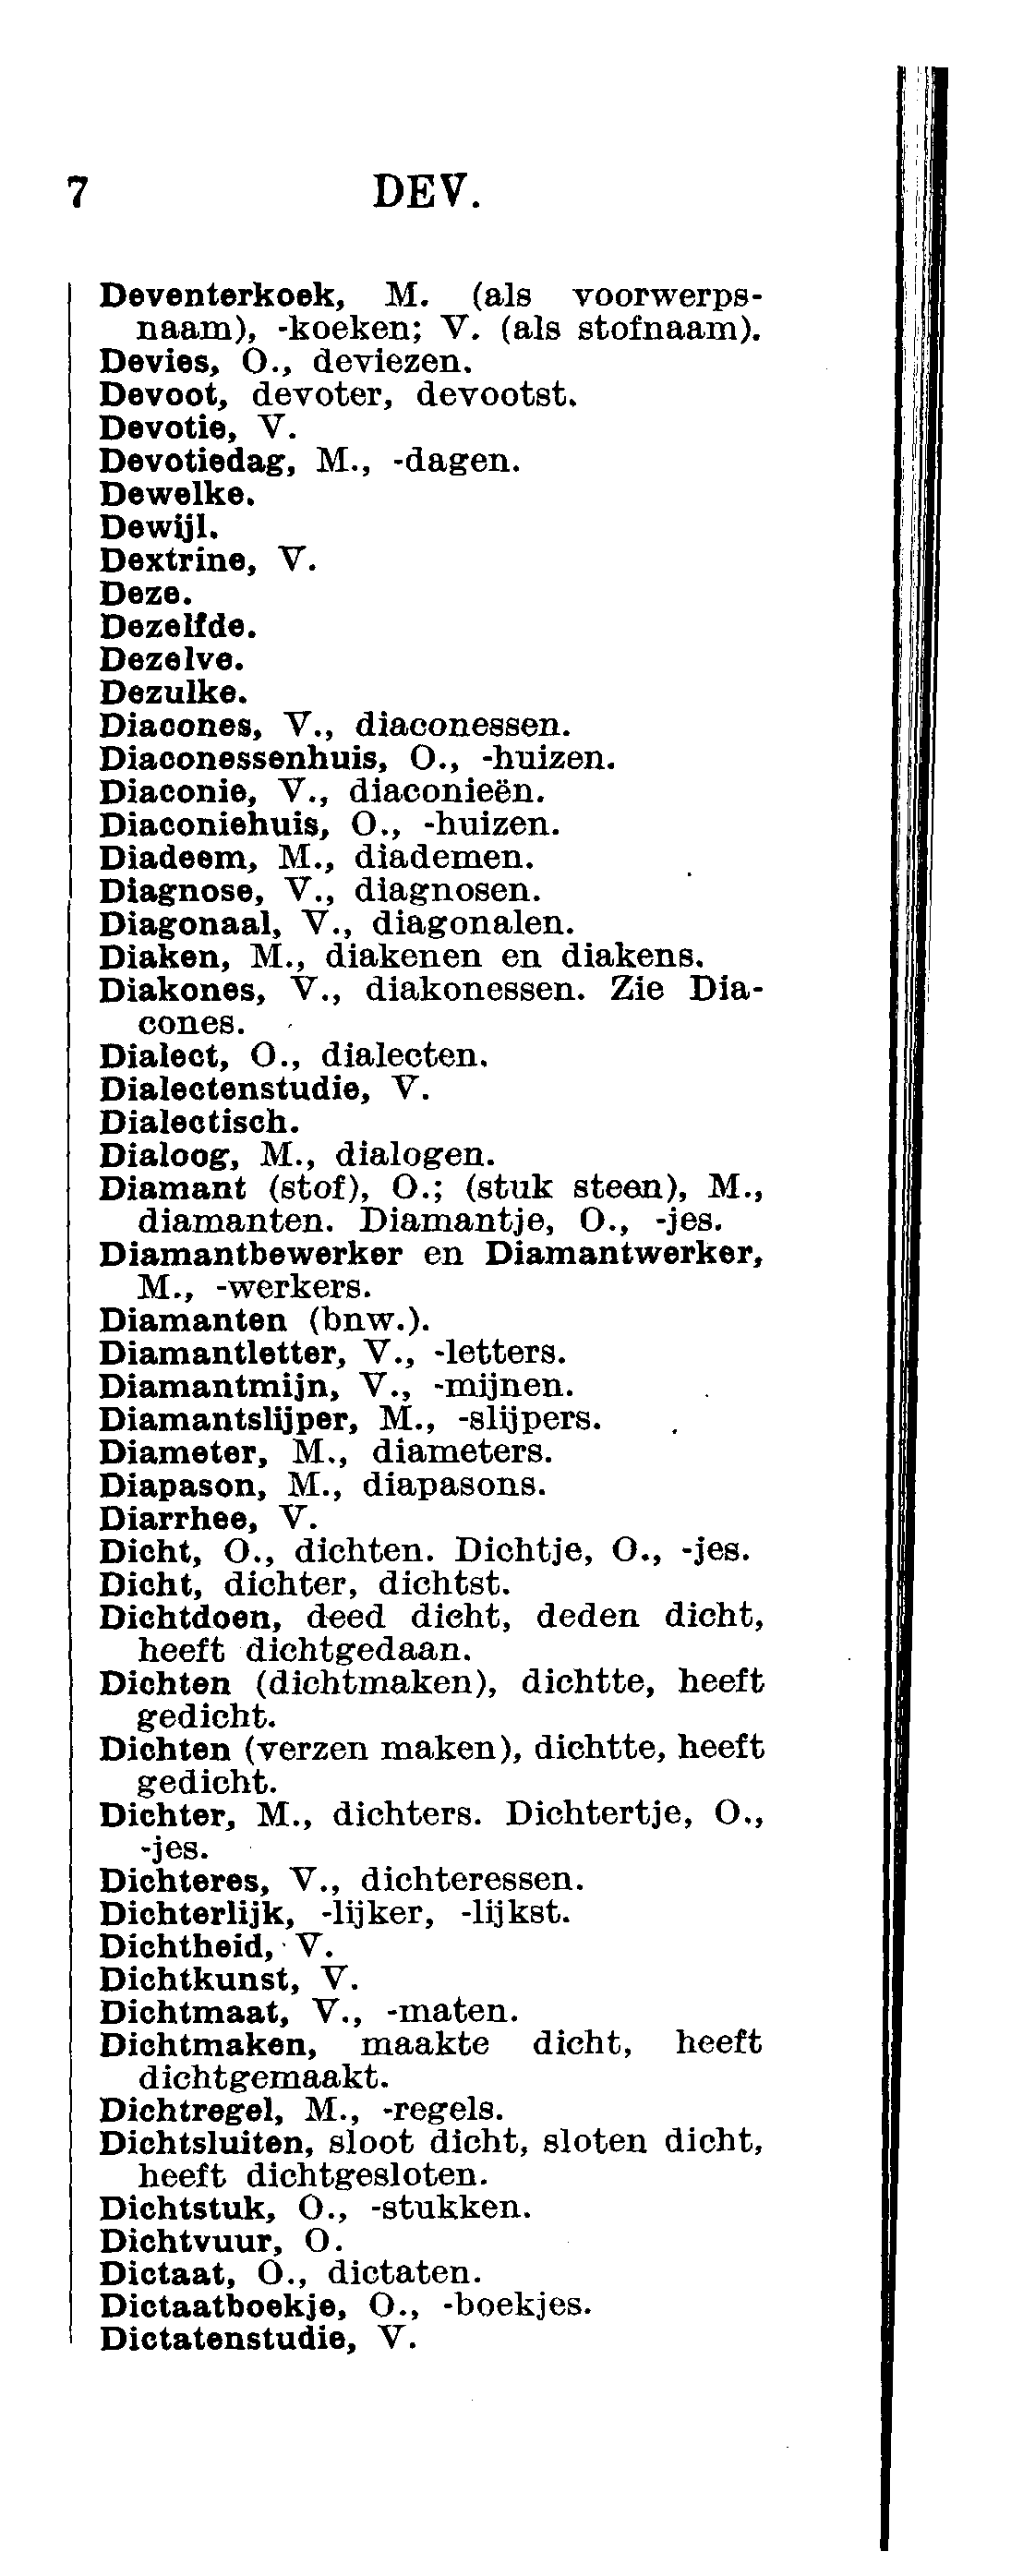 7 DEV.
Deventerkoek, M. (als voorwerps-
naam), -koeken; V. (als stofnaam).
Devies, O., deviezen.
Devoot, devoter, devootst.
Devotie, V.
Devotiedag, M., -dagen.
Dewelke.
Dewijl.
Dextrine, V.
Deze.
Dezelfde.
Dezelve.
Dezulke.
Diacones, V., diaconessen.
Diaconessenhuis, O., -huizen.
Diaconie, V., diaconieën.
Diaconiehuis, O., -huizen.
Diadeem, M., diademen.
Diagnose, V., diagnosen.
Diagonaal, V., diagonalen.
Diaken, M., diakenen en diakens.
Diakones, V., diakonessen. Zie Dia-
cones.
Dialect, O., dialecten.
Dialectenstudie, V.
Dialectisch.
Dialoog, M., dialogen.
Diamant (stof), O.; (stuk steen), M.,
diamanten. Diamantje, O., -jes.
Diamantbewerker en Diamantwerker,
M., -werkers.
Diamanten (bnw.).
Diamantletter, V., -letters.
Diamantmijn, V., -mijnen.
Diamantslijper, M., -slijpers.
Diameter, M., diameters.
Diapason, M., diapasons.
Diarrhee, V.
Dicht, O., dichten. Dichtje, O., -jes.
Dicht, dichter, dichtst.
Dichtdoen, deed dicht, deden dicht,
heeft dichtgedaan.
Dichten (dichtmaken), dichtte, heeft
gedicht.
Dichten (verzen maken), dichtte, heeft
gedicht.
Dichter, M., dichters. Dichtertje, O.,
-jes.
Dichteres, V., dichteressen.
Dichterlijk, -lijker, -lijkst.
Dichtheid, V.
Dichtkunst, V.
Dichtmaat, V., -maten.
Dichtmaken, maakte dicht, heeft
dichtgemaakt.
Dichtregel, M., -regels.
Dichtsluiten, sloot dicht, sloten dicht,
heeft dichtgesloten.
Dichtstuk, O., -stukken.
Dichtvuur, O.
Dictaat, O., dictaten.
Dictaatboekje, O., -boekjes.
Dictatenstudie, V.